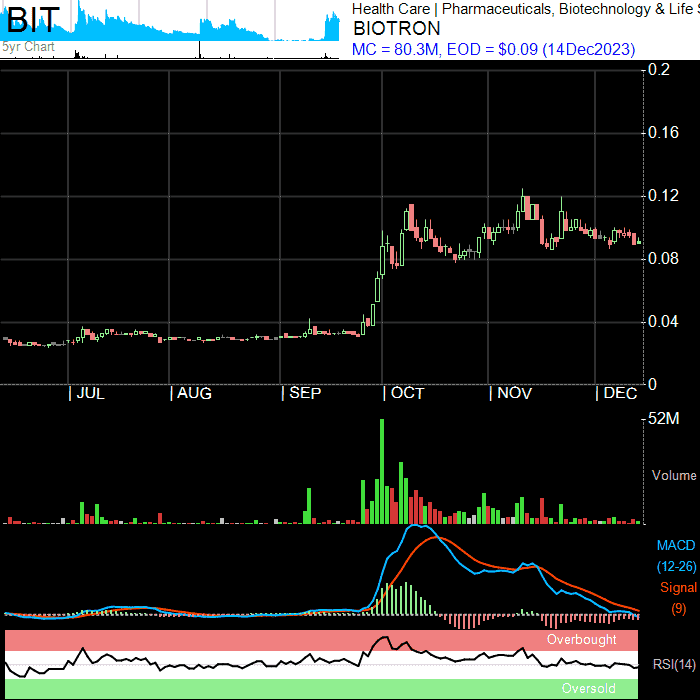 BIT
5yr Chart
Health Care | Pharmaceuticals, Biotechnology & Life S
BIOTRON
MC = 80.3M, EOD = $0.09 (14Dec2023)
0.2
0.16
0.12
0.08
0.04
0
JUL AUG SEP OCT NOV DEC
52M
Volume
MACD
(12-26)
Signal
(9)
Overbought
RSI(14)
Oversold